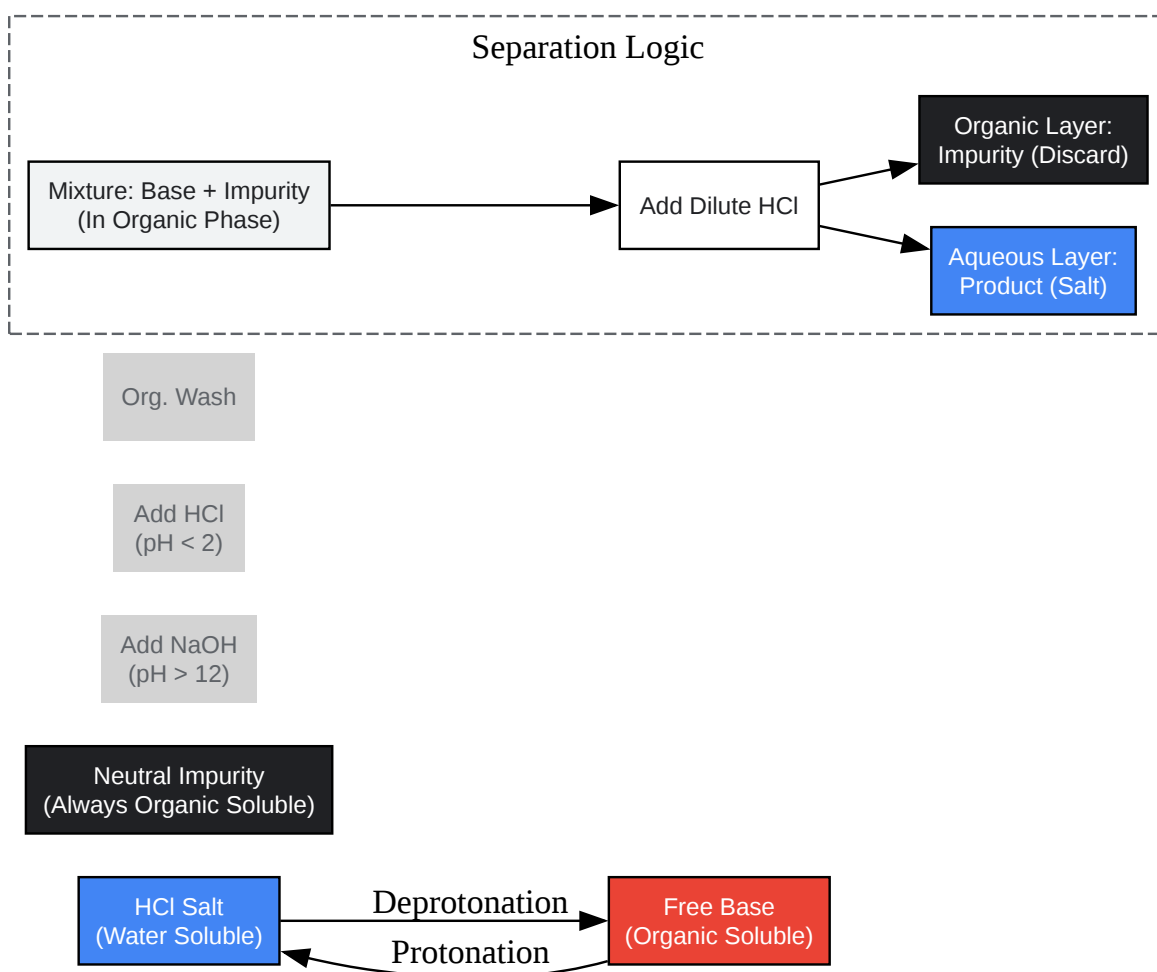 Separation Logic
Organic Layer:
Impurity (Discard)
Mixture: Base + Impurity
(In Organic Phase)
Add Dilute HCl
Aqueous Layer:
Product (Salt)
Org. Wash
Add HCl
(pH < 2)
Add NaOH
(pH > 12)
Neutral Impurity
(Always Organic Soluble)
HCl Salt
(Water Soluble)
Deprotonation
Protonation
Free Base
(Organic Soluble)